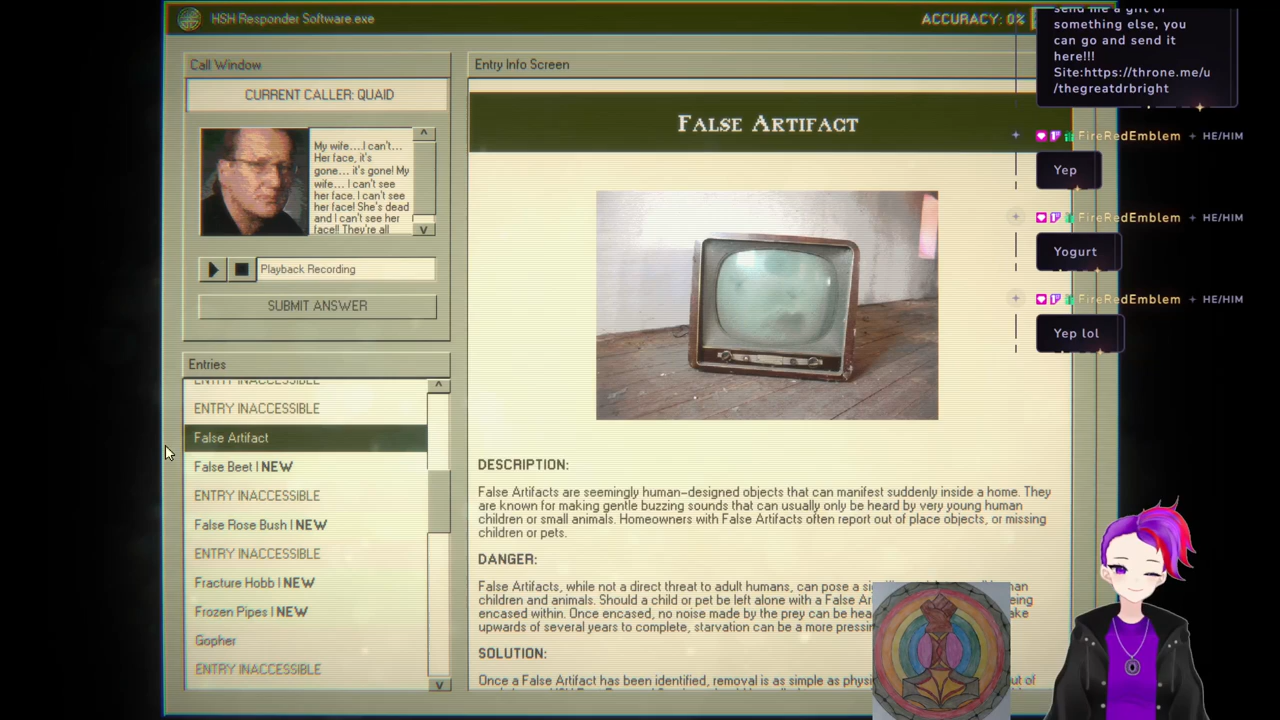 HSH Responder Software.exe
ACCURACY: 0%
Call Window
CURRENT CALLER: QUAID
My wife....I can't...
Her face, it's
gone... it's gone! My
wife... I can't see
her face. I can't see
her face! She's dead
and I can't see her
face!! They're all
Playback Recording
SUBMIT ANSWER
Entries
ENTRY INACCESSIBLE
ENTRY INACCESSIBLE
False Artifact
False Beet | NEW
ENTRY INACCESSIBLE
False Rose Bush | NEW
ENTRY INACCESSIBLE
Fracture Hobb | NEW
Frozen Pipes | NEW
Gopher
ENTRY INACCESSIBLE
Entry Info Screen
FALSE ARTIFACT
DESCRIPTION:
False Artifacts are seemingly human-designed objects that can manifest suddenly inside a home. They
are known for making gentle buzzing sounds that can usually only be heard by very young human
children or small animals. Homeowners with False Artifacts often report out of place objects, or missing
children or pets.
DANGER:
False Artifacts, while not a direct threat to adult humans, can pose a
children and animals. Should a child or pet be left alone with a False
encased within. Once encased, no noise made by the prey can be
upwards of several years to complete, starvation can be a more
SOLUTION:
Once a False Artifact has been identified, removal is as simple as out of
send me a gift or
something else, you
can go and send it
here!!!
Site:https://throne.me/u
/thegreatdrbright
FireRedEmblem + HE/HIM
Yep
FireRedEmblem + HE/HIM
Yogurt
FireRedEmblem + HE/HIM
Yep lol